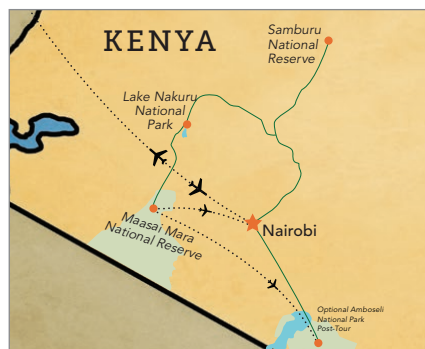 KENYA
Samburu
National
Reserve
Lake Nakuru
National
Park
Maasai Mara
National Reserve
Nairobi
Optional Amboseli
National Park
Post-Tour